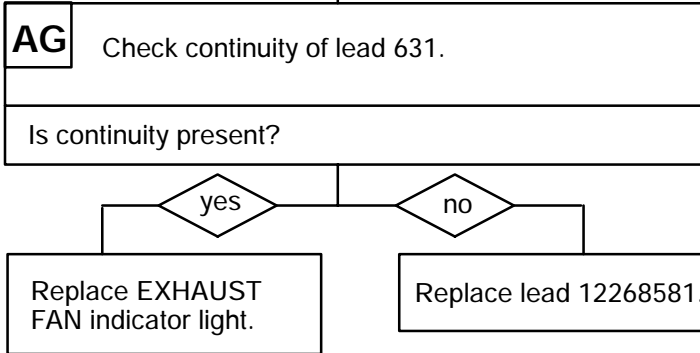 AG
Check continuity of lead 631.
Is continuity present?
yes
no
Replace EXHAUST
FAN indicator light.
Replace lead 12268581.